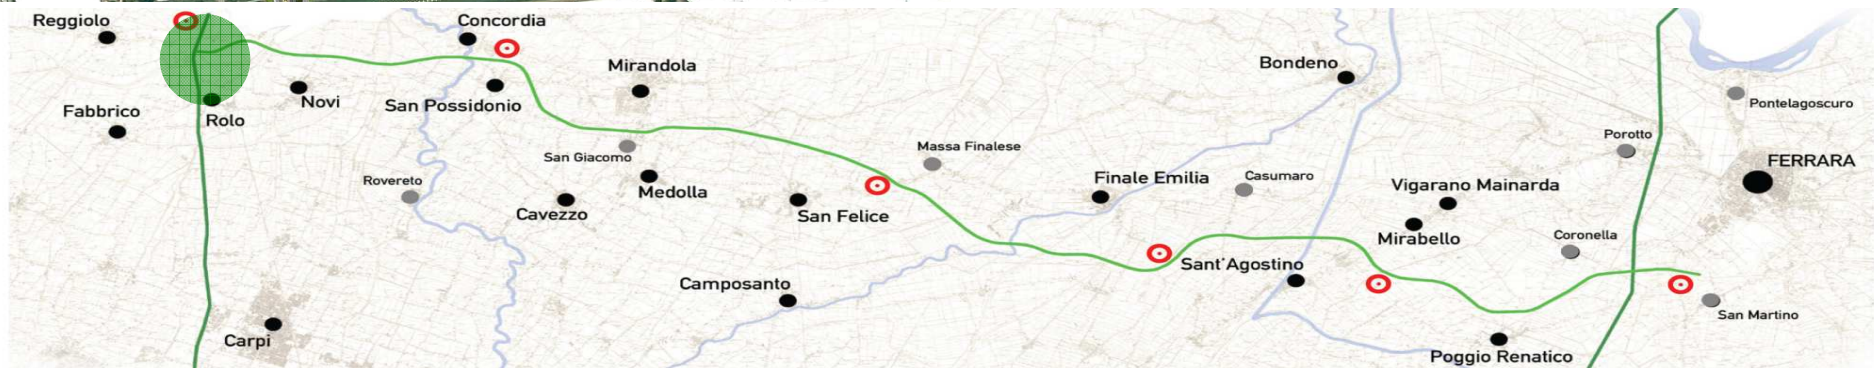 Reggiolo
Concordia
Mirandola
Bondeno
Novi
San Possidonio
Pontelagoscuro
Fabbrico
Rolo
Porotto
San Giacomo
Massa Finalese
FERRARA
Rovereto
Medolla
Finale Emilia
Casumaro
Vigarano Mainarda
Cavezzo
San Felice
Mirabello
Coronella
Sant'Agostino
Camposanto
San Martino
Carpi
Poggio Renatico